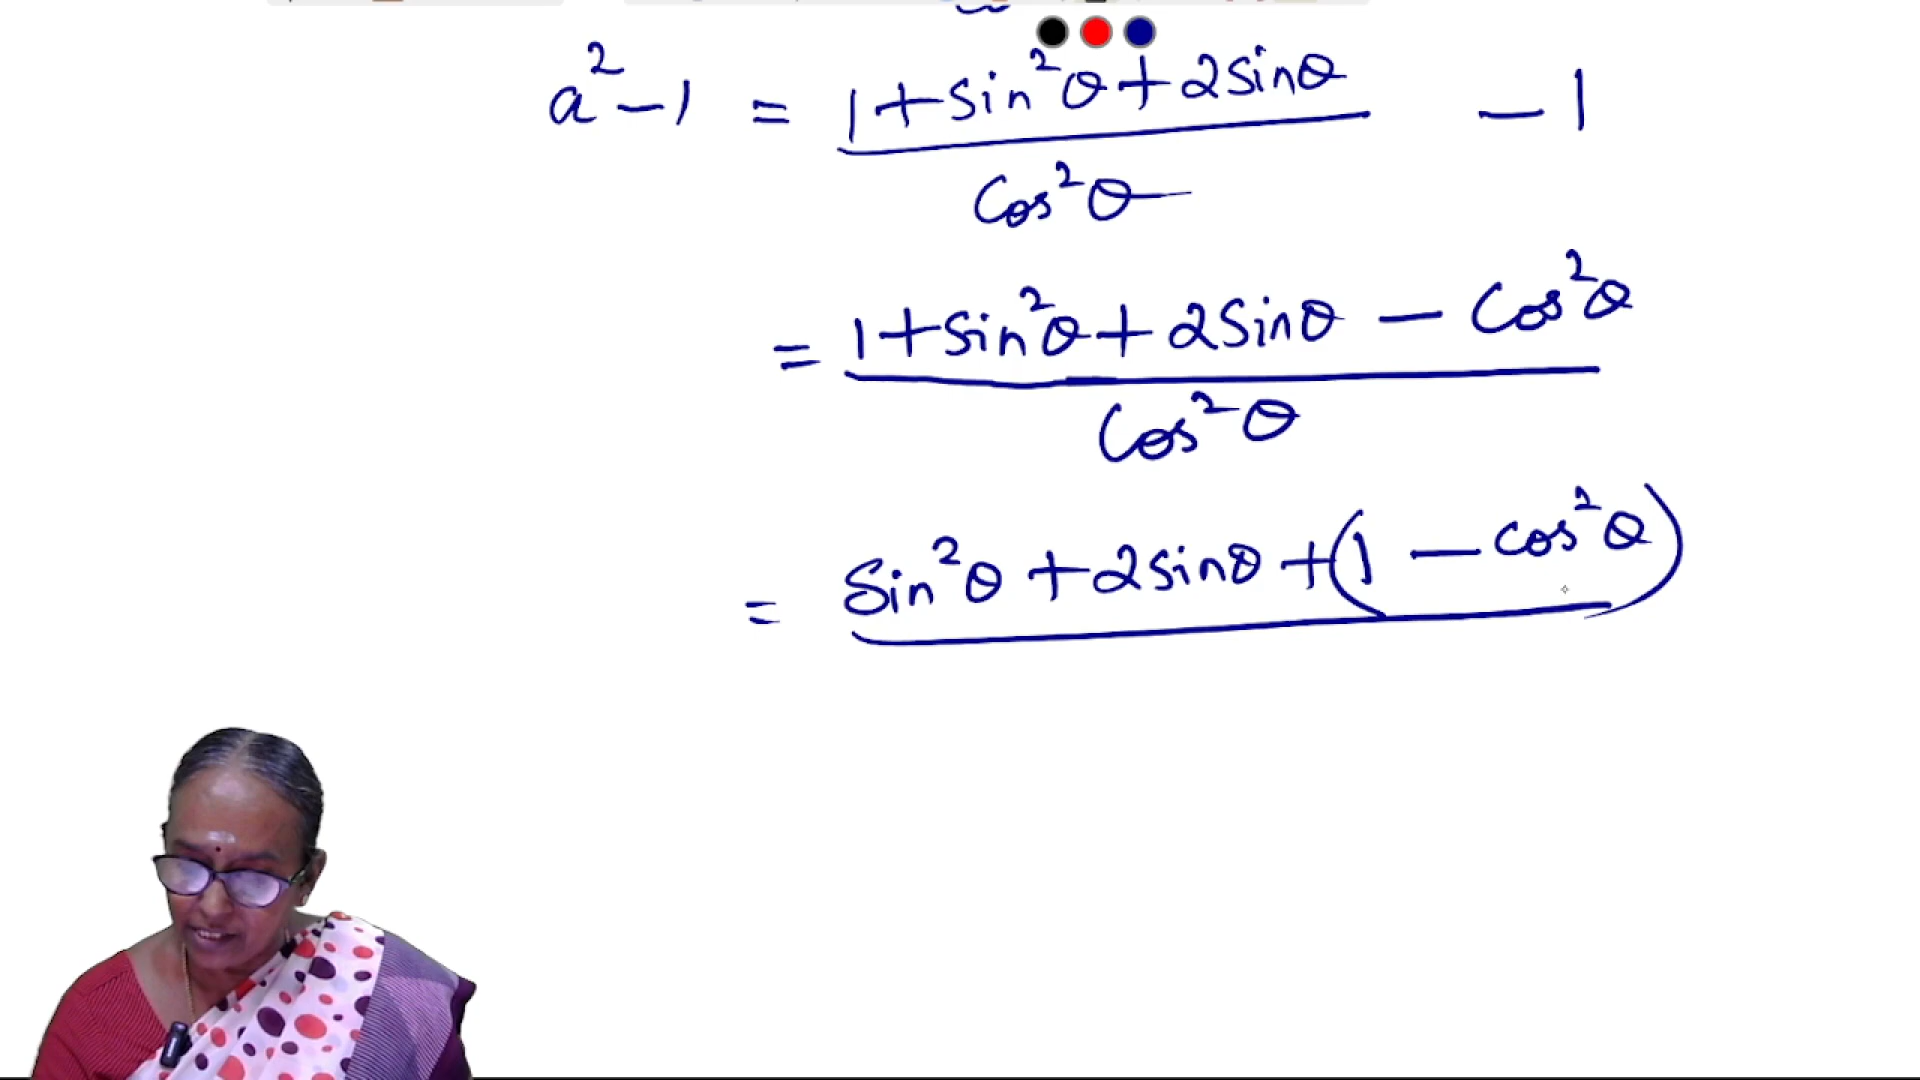 a² - 1 = 1 + sin²θ + 2sinθ / cos²θ - 1
= 1 + sin²θ + 2sinθ - cos²θ / cos²θ
= sin²θ + 2sinθ + (1 - cos²θ)